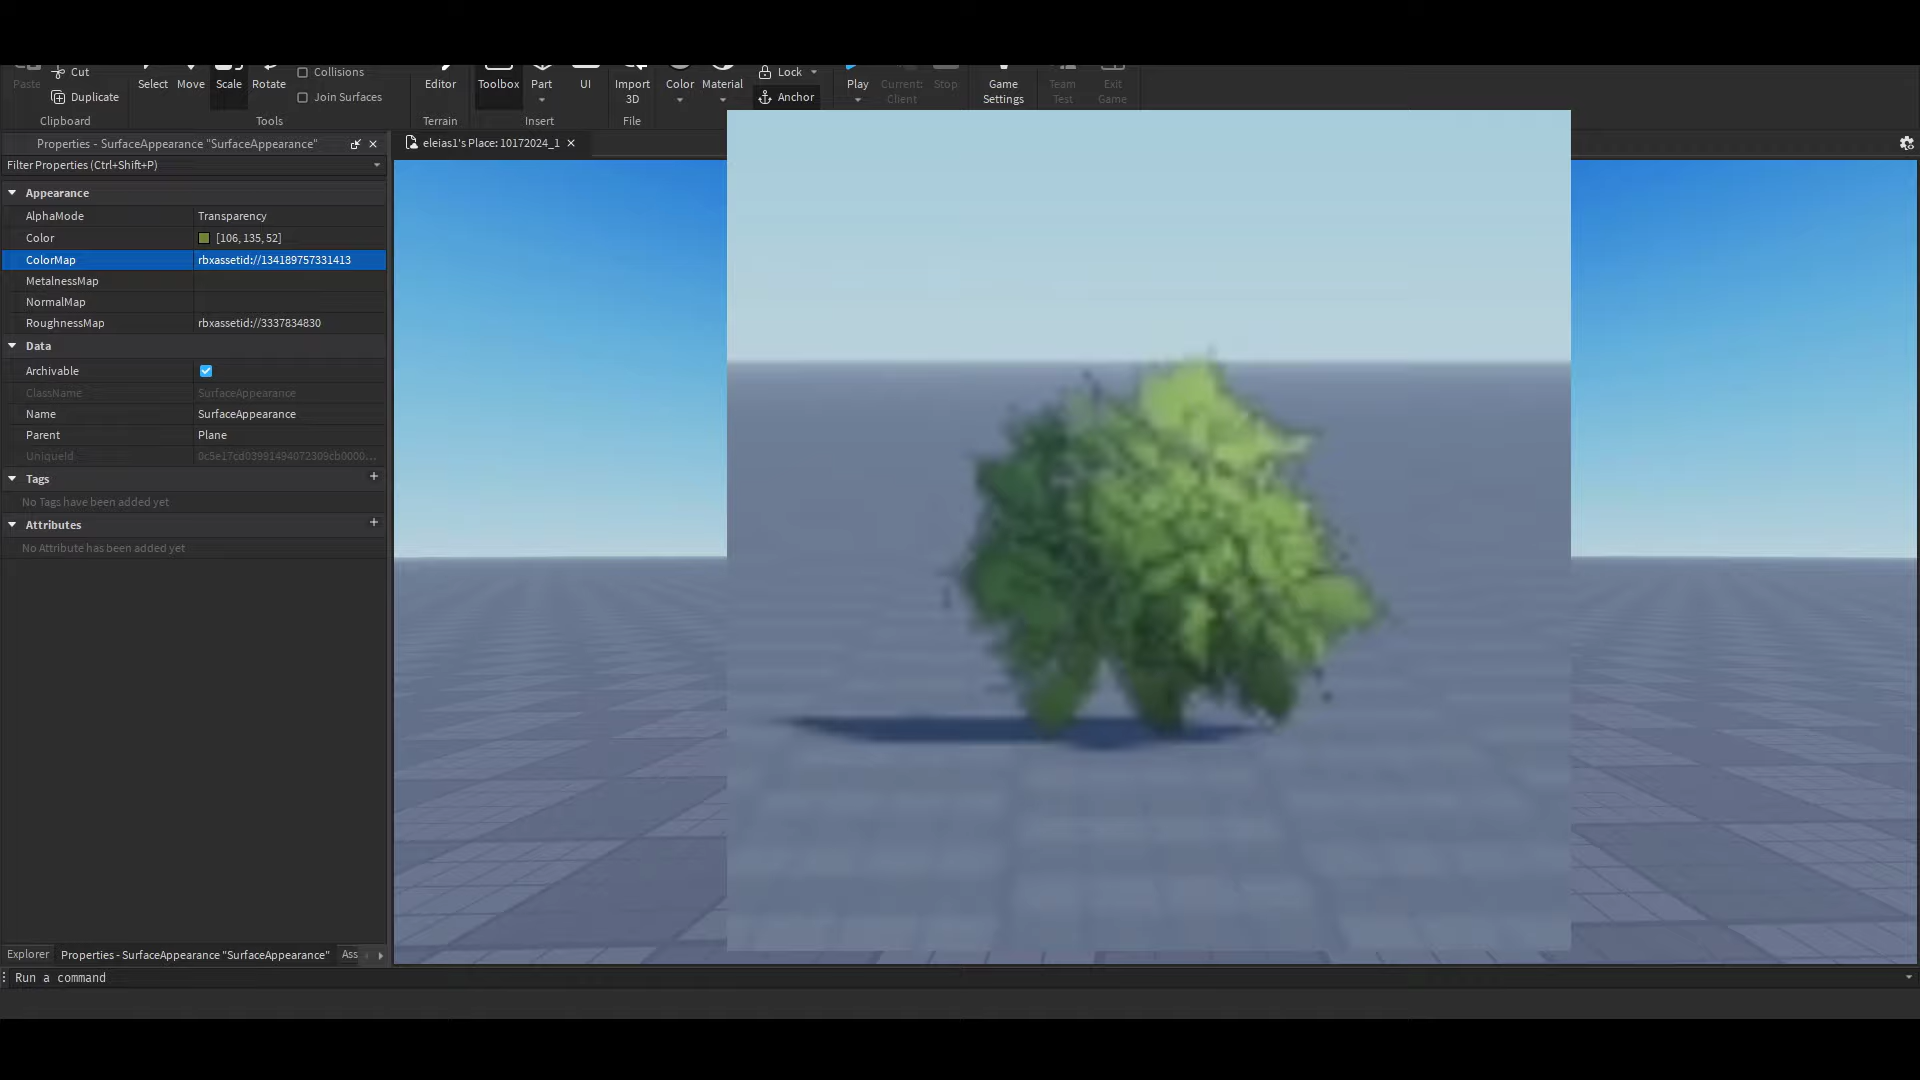 Paste
Cut
Duplicate
Clipboard
Select
Move
Scale
Rotate
Collisions
Join Surfaces
Tools
Editor
Terrain
Toolbox
Part
UI
Insert
Import
3D
File
Color
Material
Lock
Anchor
Play
Current:
Client
Stop
Game
Settings
Team
Test
Exit
Game
Properties - SurfaceAppearance "SurfaceAppearance"
eleias1's Place: 10172024_1
Filter Properties (Ctrl+Shift+P)
Appearance
AlphaMode Transparency
Color [106, 135, 52]
ColorMap rbxassetid://134189757331413
MetalnessMap
NormalMap
RoughnessMap rbxassetid://3337834830
Data
Archivable
ClassName SurfaceAppearance
Name SurfaceAppearance
Parent Plane
UniqueId 0c5e17cd03991494072309cb0000...
Tags
No Tags have been added yet
Attributes
No Attribute has been added yet
Explorer Properties - SurfaceAppearance "SurfaceAppearance" Ass
Run a command